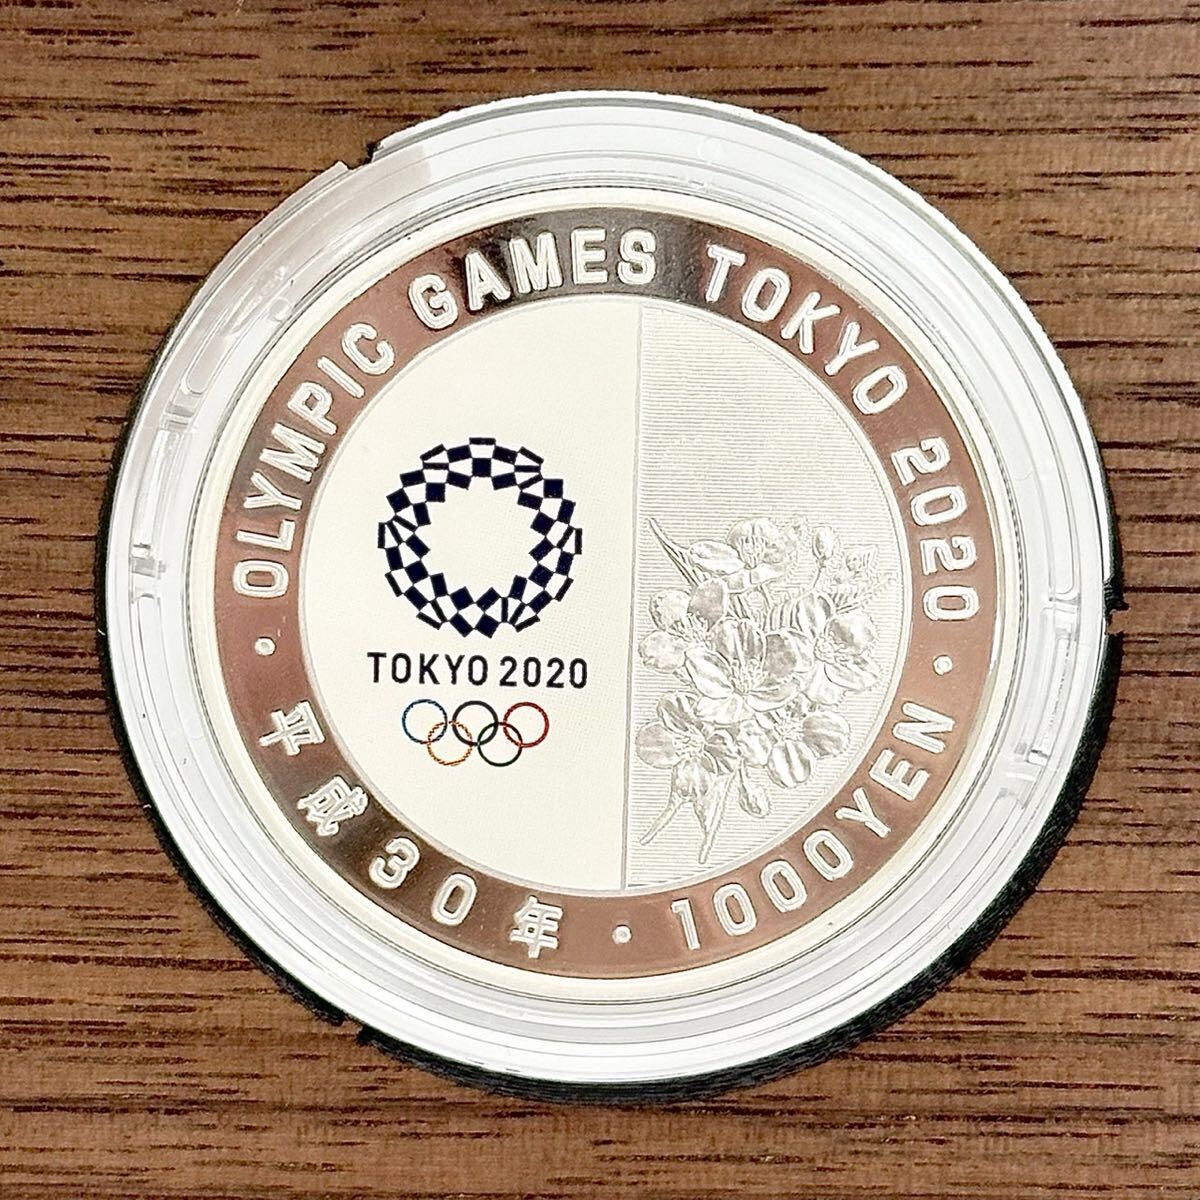 OLYMPIC GAMES TOKYO 2020
TOKYO 2020
平成30年・1000YEN